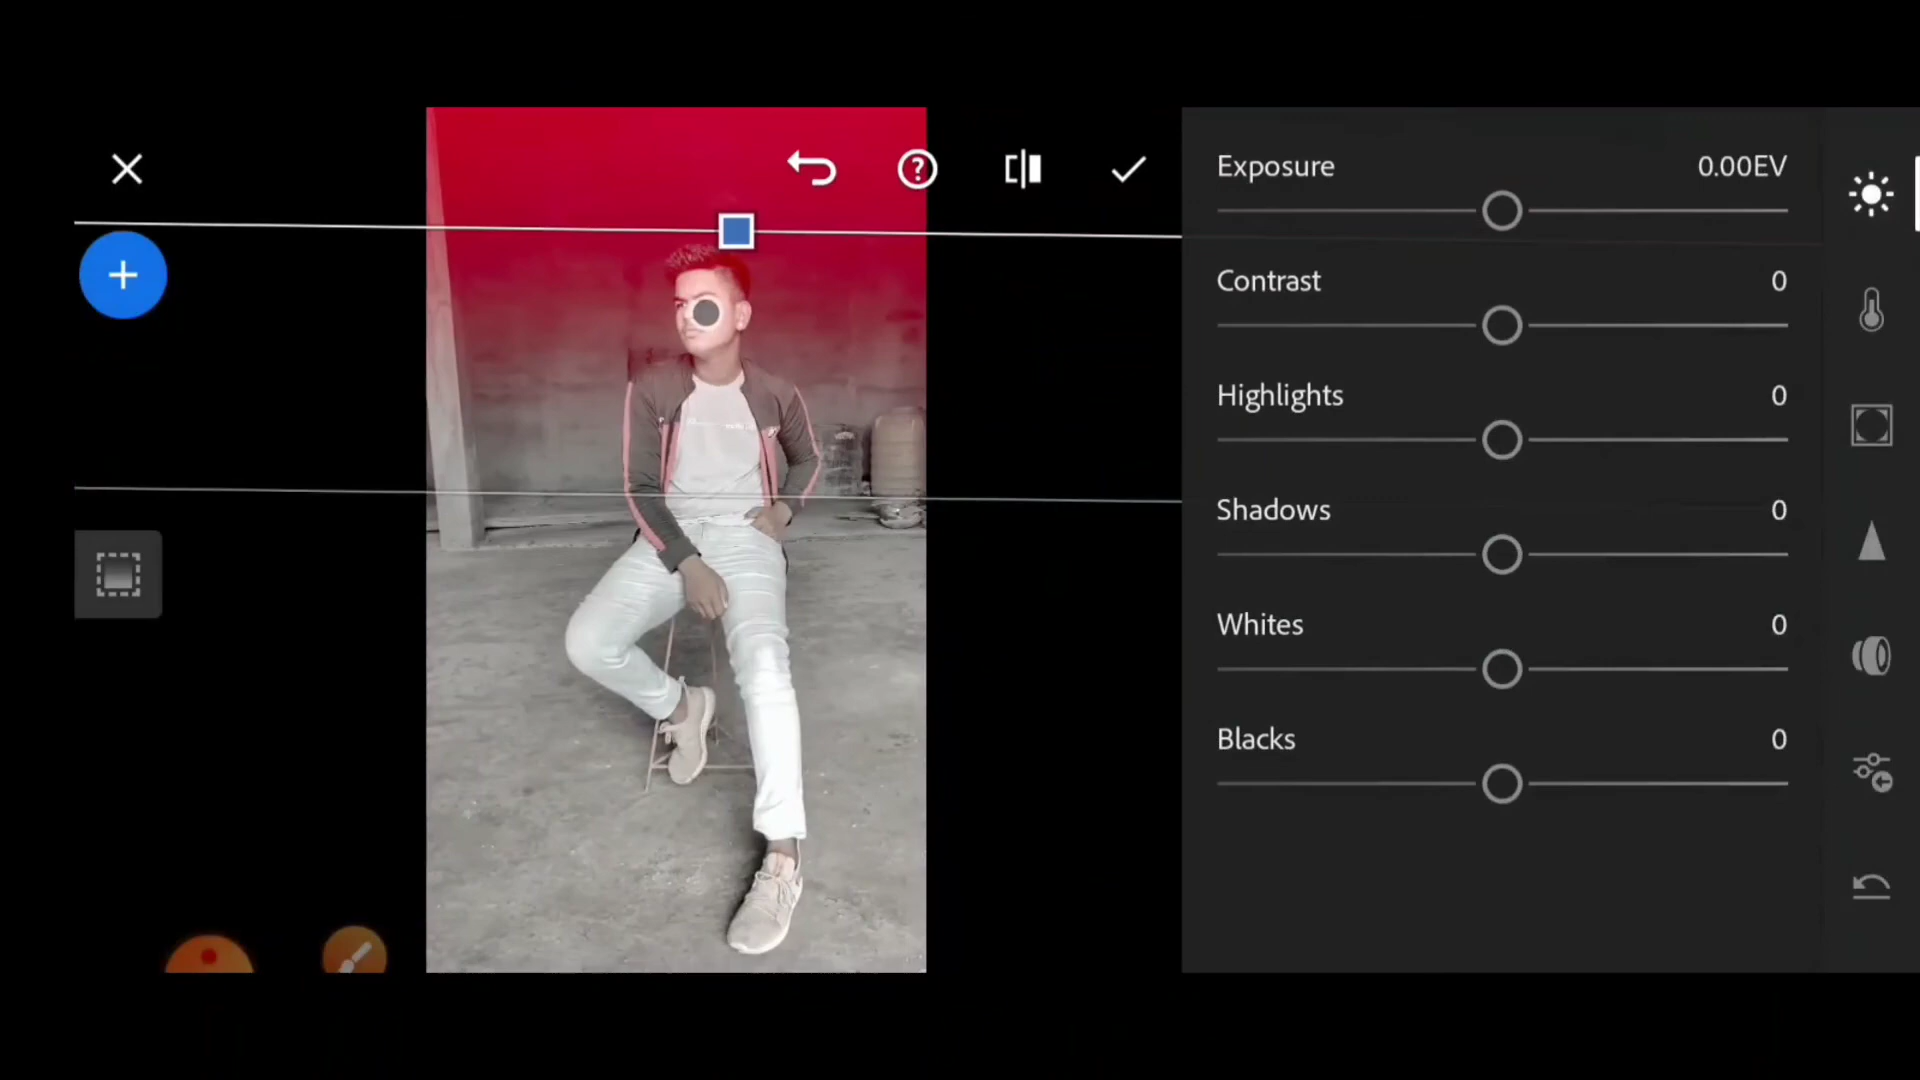 Exposure 0.00EV
Contrast 0
Highlights 0
Shadows 0
Whites 0
Blacks 0